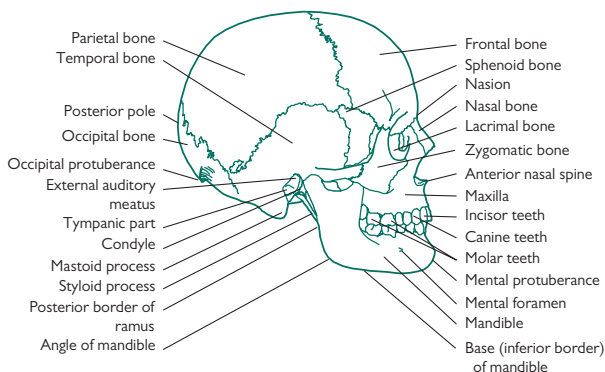 Parietal bone
Temporal bone
Posterior pole
Occipital bone
Occipital protuberance
External auditory
meatus
Tympanic part
Condyle
Mastoid process
Styloid process
Posterior border of
ramus
Angle of mandible
Frontal bone
Sphenoid bone
Nasion
Nasal bone
Lacrimal bone
Zygomatic bone
Anterior nasal spine
Maxilla
Incisor teeth
Canine teeth
Molar teeth
Mental protuberance
Mental foramen
Mandible
Base (inferior border)
of mandible